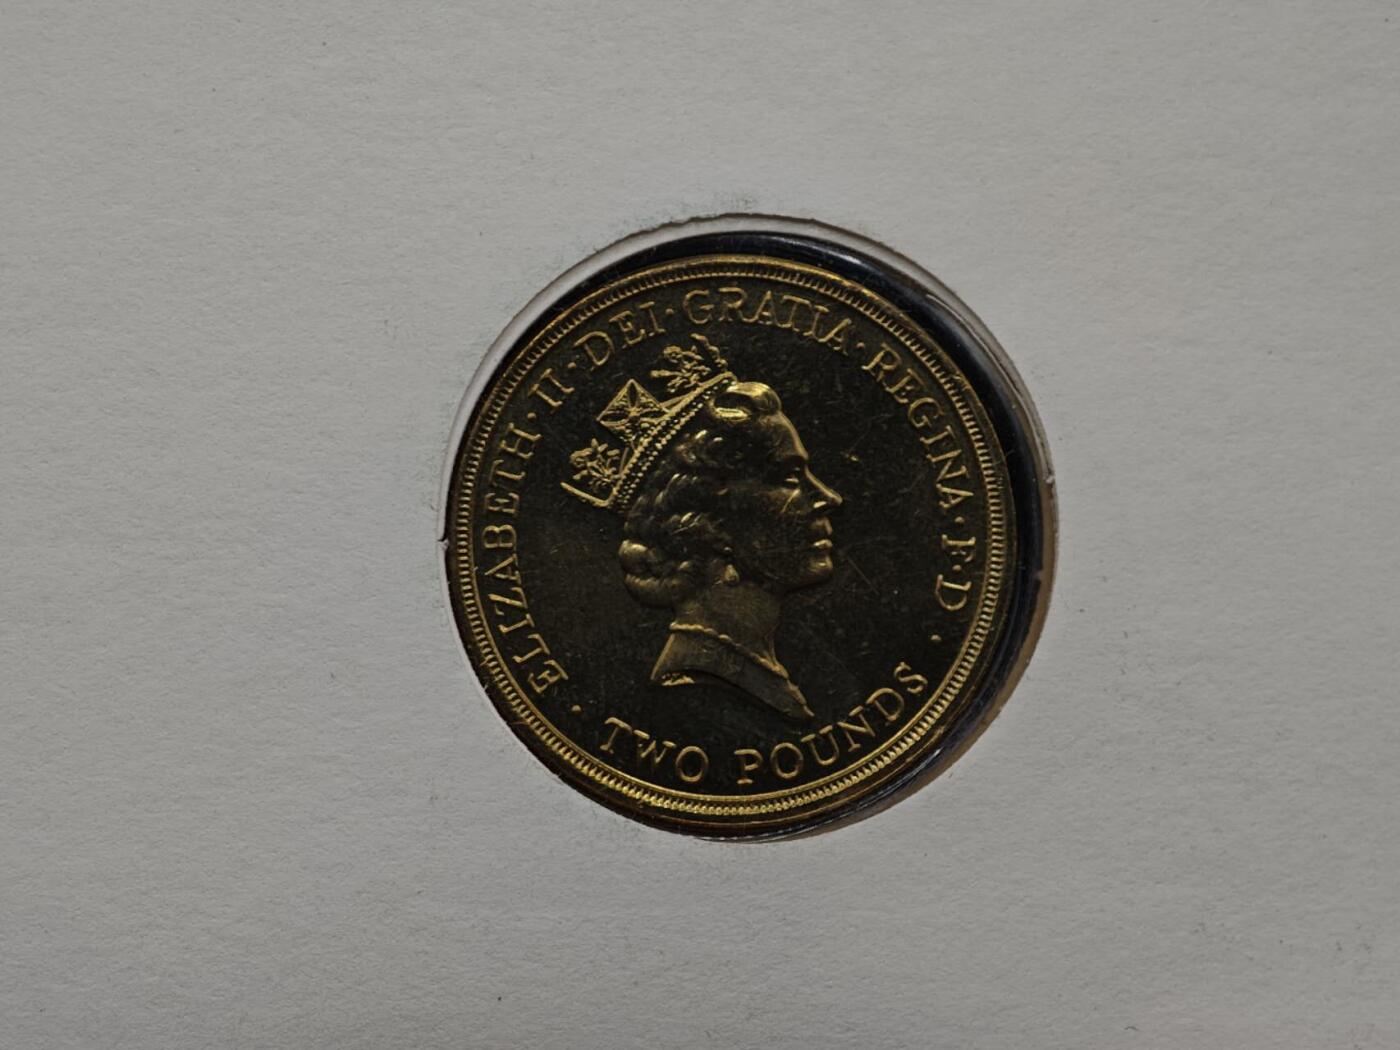 ELIZABETH · II · DEI · GRATIA · REGINA · F · D ·
TWO POUNDS ·